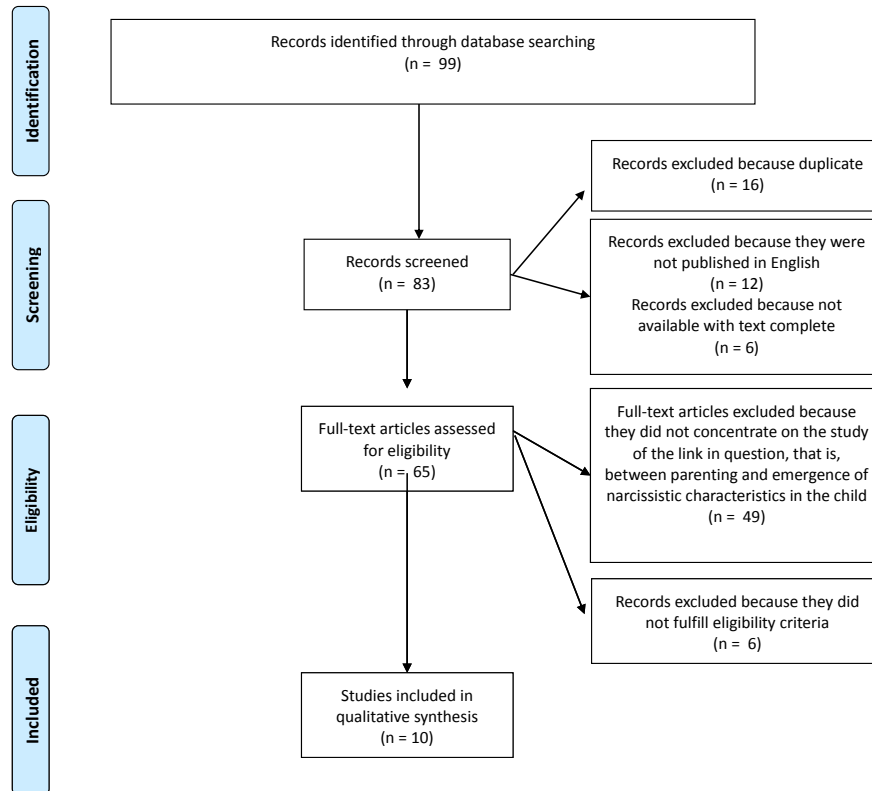 Identification
Records identified through database searching
(n = 99)
Records excluded because duplicate
(n = 16)
Screening
Records screened
(n = 83)
Records excluded because they were
not published in English
(n = 12)
Records excluded because not
available with text complete
(n = 6)
Eligibility
Full-text articles assessed
for eligibility
(n = 65)
Full-text articles excluded because
they did not concentrate on the study
of the link in question, that is,
between parenting and emergence of
narcissistic characteristics in the child
(n = 49)
Records excluded because they did
not fulfill eligibility criteria
(n = 6)
Included
Studies included in
qualitative synthesis
(n = 10)